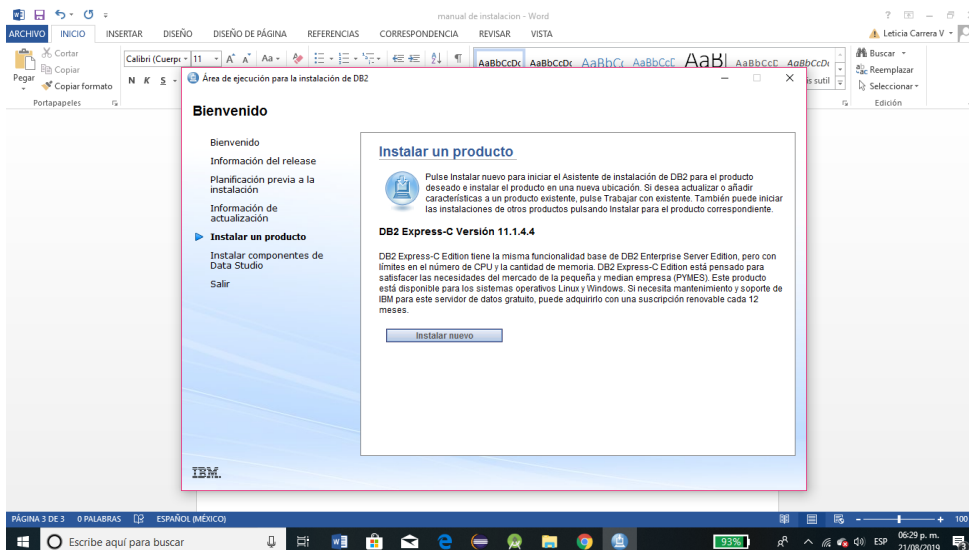 manual de instalacion - Word
ARCHIVO INICIO INSERTAR DISEÑO DISEÑO DE PÁGINA REFERENCIAS CORRESPONDENCIA REVISAR VISTA
Leticia Carrera V
Cortar
Copiar
Copiar formato
Pegar
Portapapeles
Calibri (Cuerpo 11
N K S
AaBbCcDc AaBbCcDc AaBbCc AaBbCcC AaB AaBbCcC AaBbCcDc
Buscar
Reemplazar
Seleccionar
Edición
Área de ejecución para la instalación de DB2
Bienvenido
Bienvenido
Información del release
Planificación previa a la
instalación
Información de
actualización
Instalar un producto
Instalar componentes de
Data Studio
Salir
IBM.
Instalar un producto
Pulse Instalar nuevo para iniciar el Asistente de instalación de DB2 para el producto
deseado e instalar el producto en una nueva ubicación. Si desea actualizar o añadir
características a un producto existente, pulse Trabajar con existente. También puede iniciar
las instalaciones de otros productos pulsando Instalar para el producto correspondiente.
DB2 Express-C Versión 11.1.4.4
DB2 Express-C Edition tiene la misma funcionalidad base de DB2 Enterprise Server Edition, pero con
límites en el número de CPU y la cantidad de memoria. DB2 Express-C Edition está pensado para
satisfacer las necesidades del mercado de la pequeña y median empresa (PYMES). Este producto
está disponible para los sistemas operativos Linux y Windows. Si necesita mantenimiento y soporte de
IBM para este servidor de datos gratuito, puede adquirirlo con una suscripción renovable cada 12
meses.
Instalar nuevo
PÁGINA 3 DE 3 0 PALABRAS ESPAÑOL (MÉXICO)
100
Escribe aquí para buscar
93%
ESP
06:29 p. m.
21/08/2019